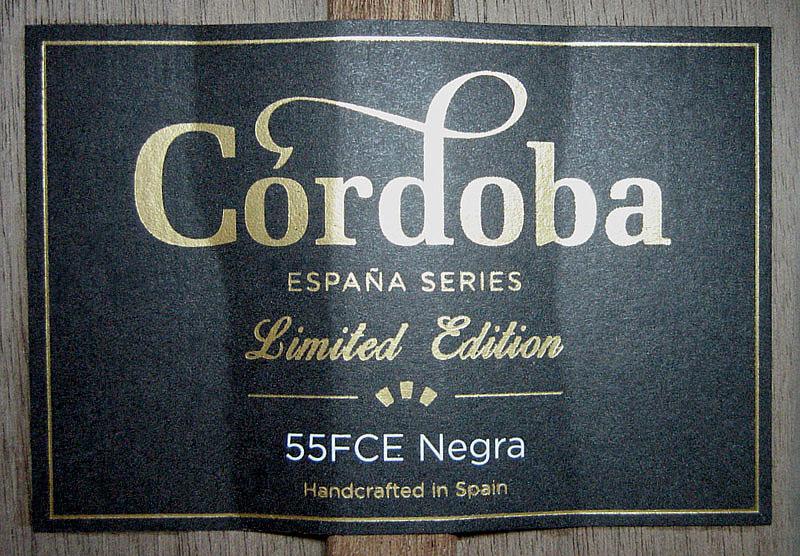 Córdoba
ESPAÑA SERIES
Limited Edition
55FCE Negra
Handcrafted in Spain